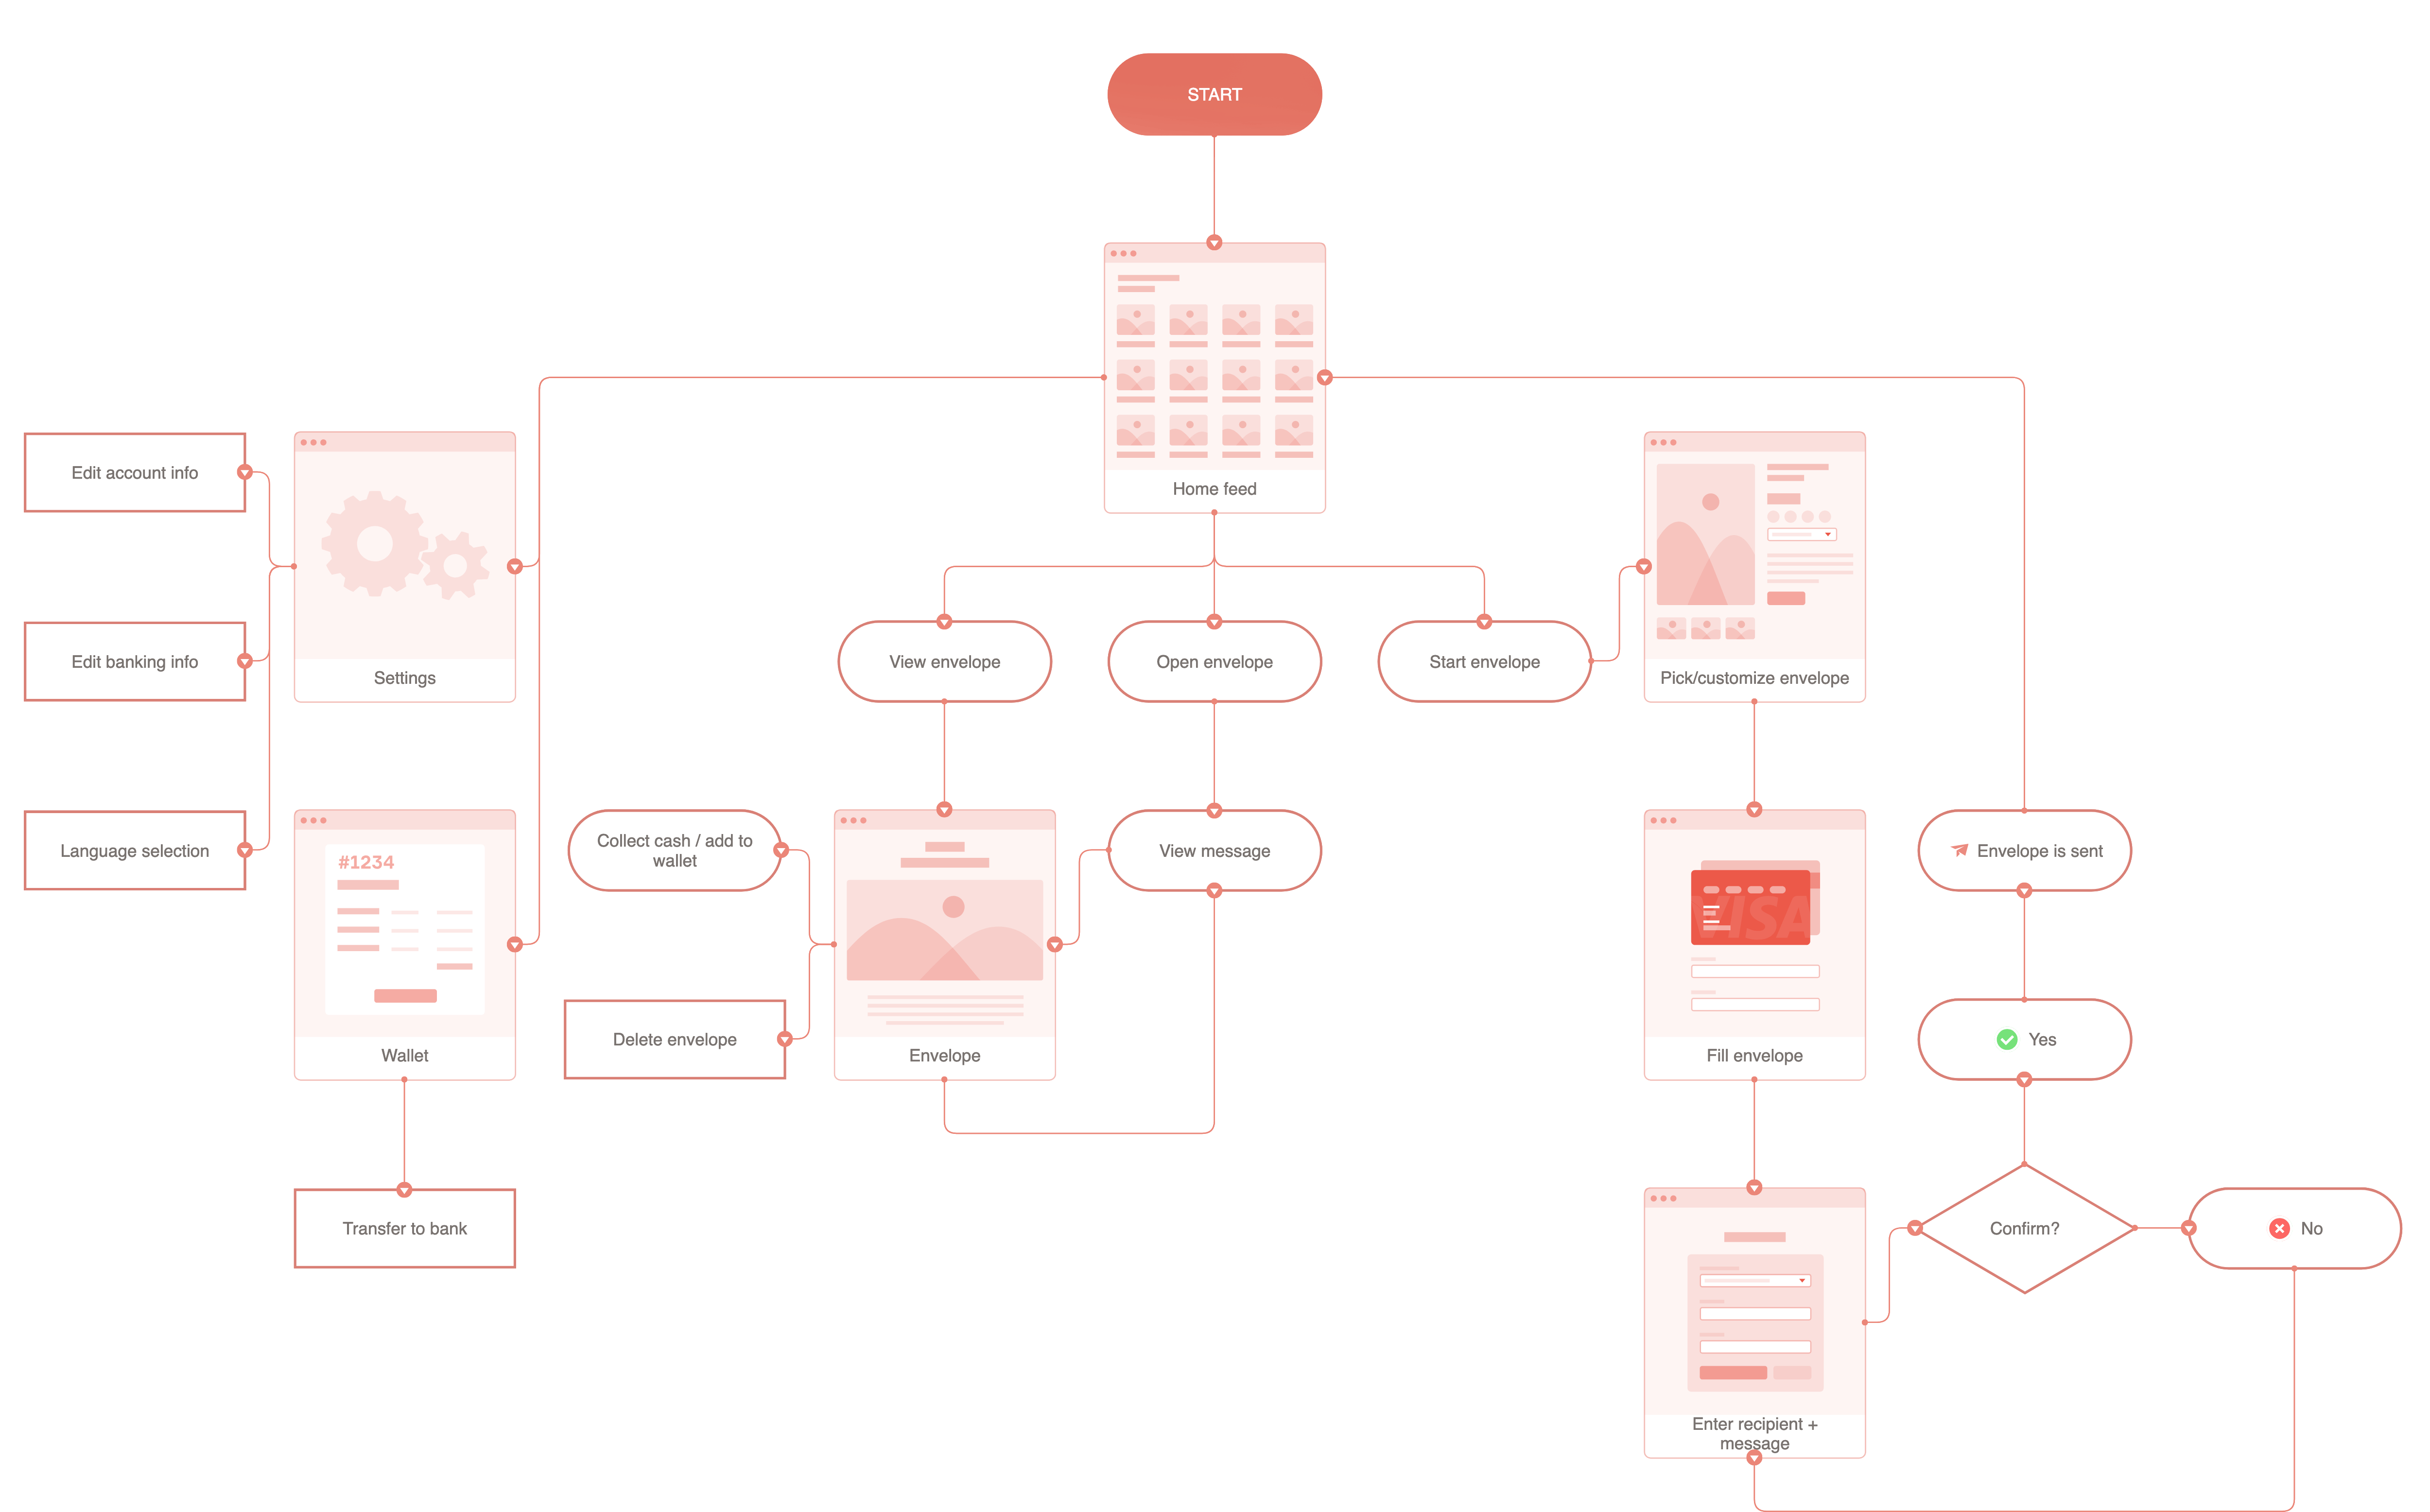 START
Home feed
Edit account info
Edit banking info
Settings
View envelope
Open envelope
Start envelope
Pick/customize envelope
Language selection
#1234
Wallet
Collect cash / add to
wallet
Delete envelope
Envelope
View message
VISA
Fill envelope
Envelope is sent
Yes
Transfer to bank
Confirm?
No
Enter recipient +
message